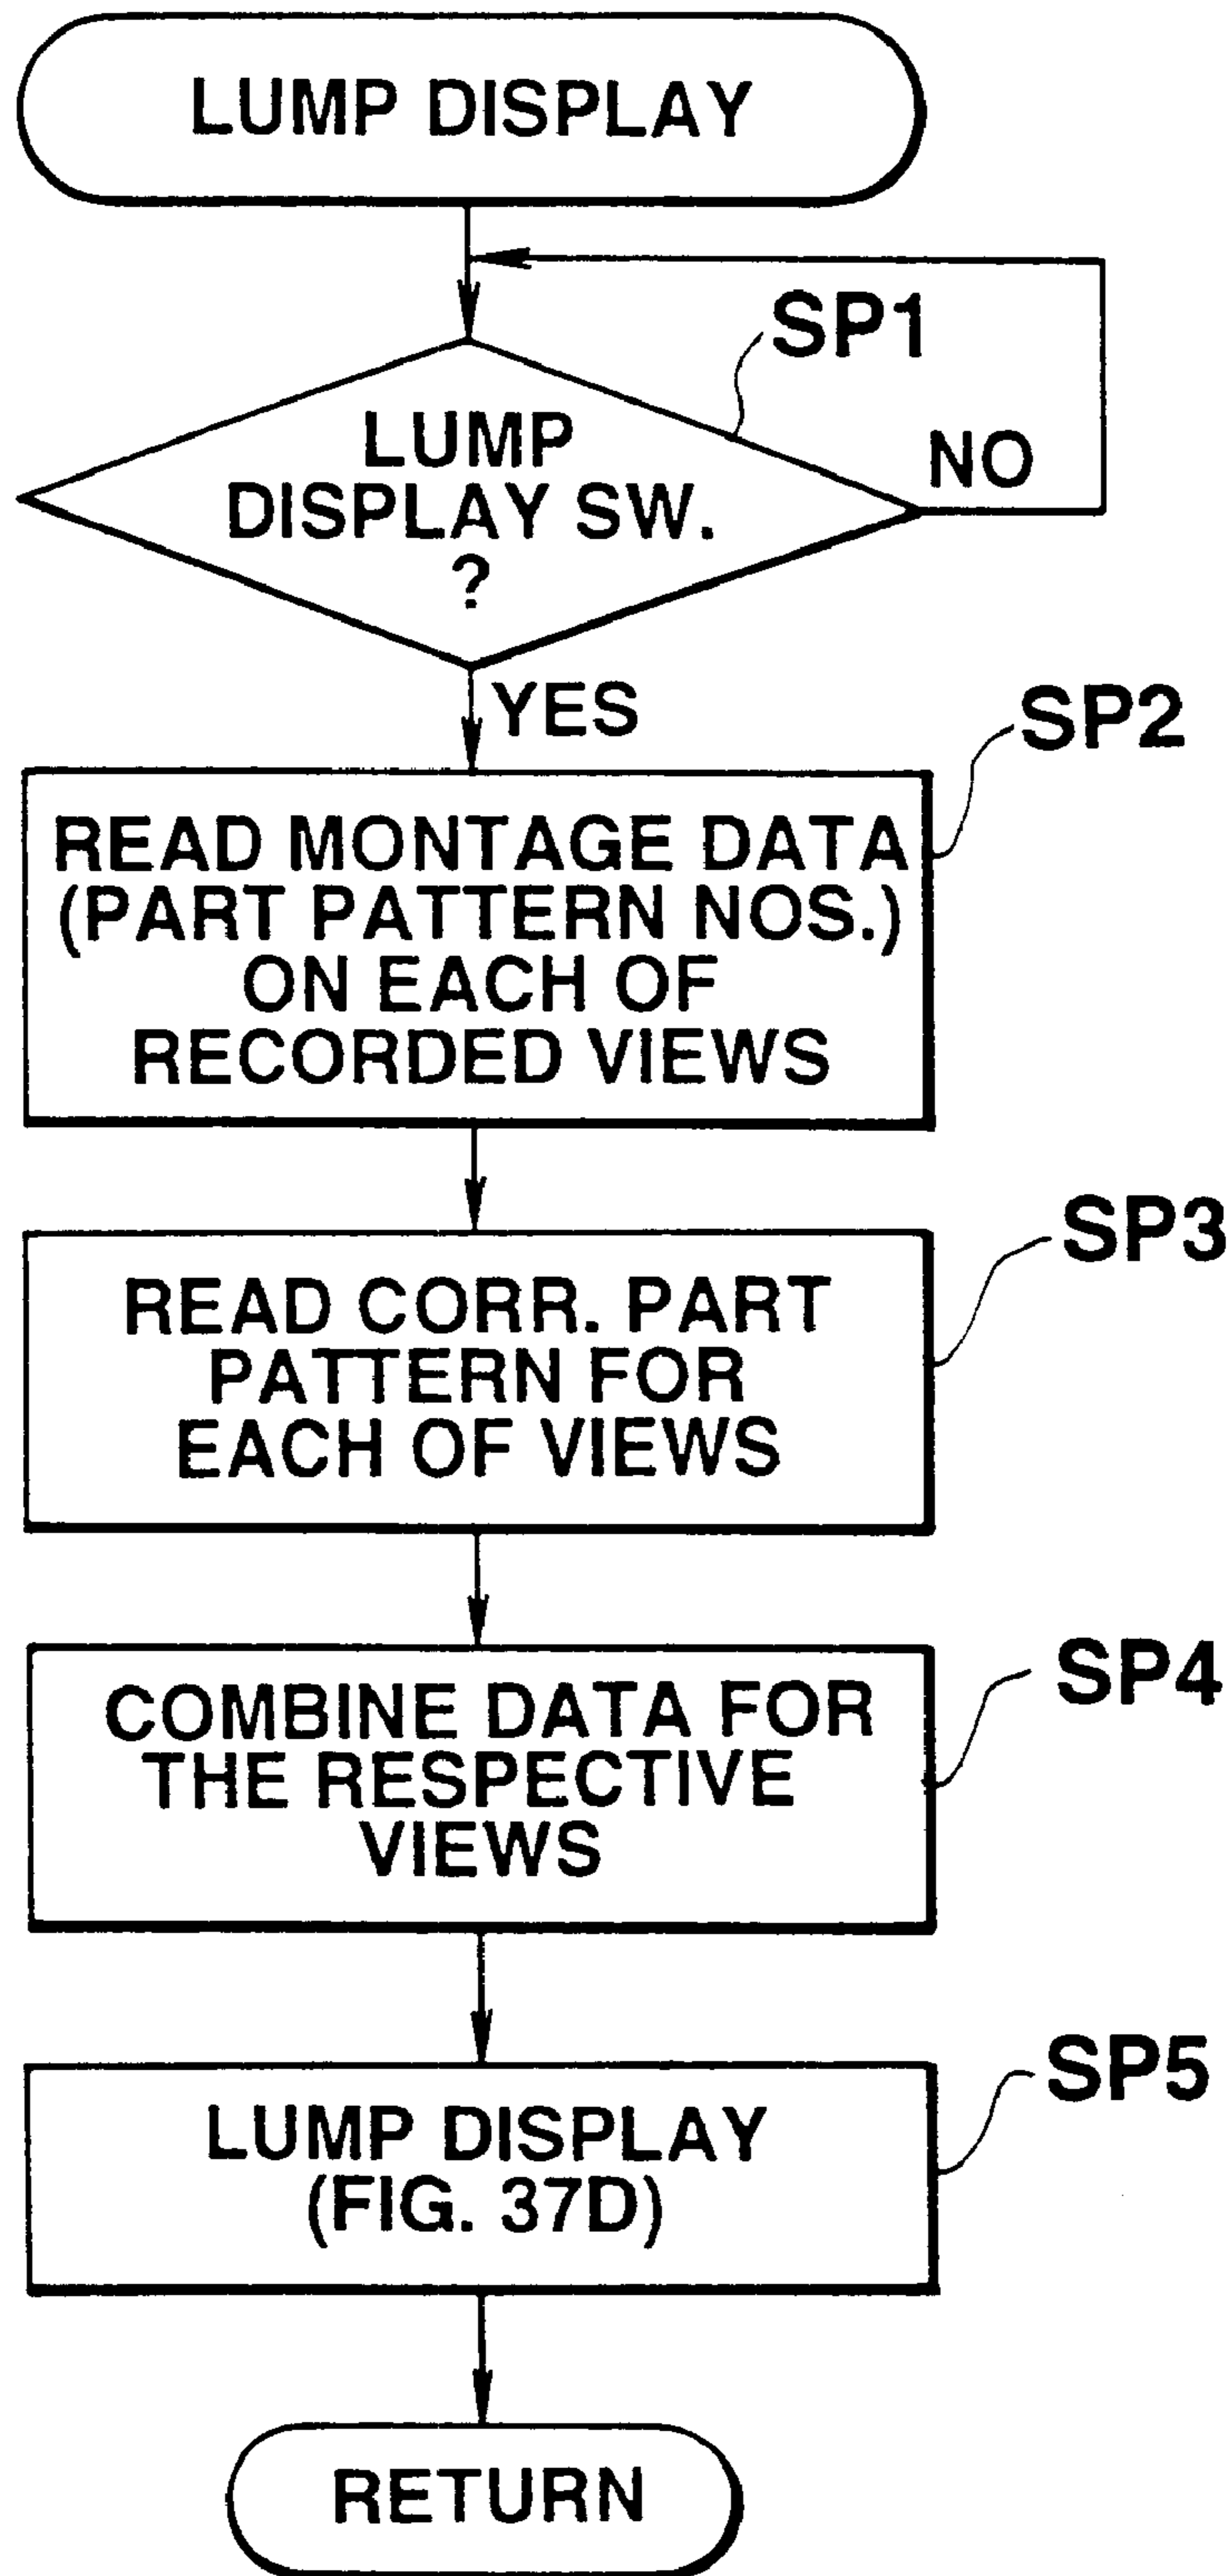 LUMP DISPLAY
SP1
LUMP
DISPLAY SW.
?
NO
YES
SP2
READ MONTAGE DATA
(PART PATTERN NOS.)
ON EACH OF
RECORDED VIEWS
SP3
READ CORR. PART
PATTERN FOR
EACH OF VIEWS
SP4
COMBINE DATA FOR
THE RESPECTIVE
VIEWS
SP5
LUMP DISPLAY
(FIG. 37D)
RETURN